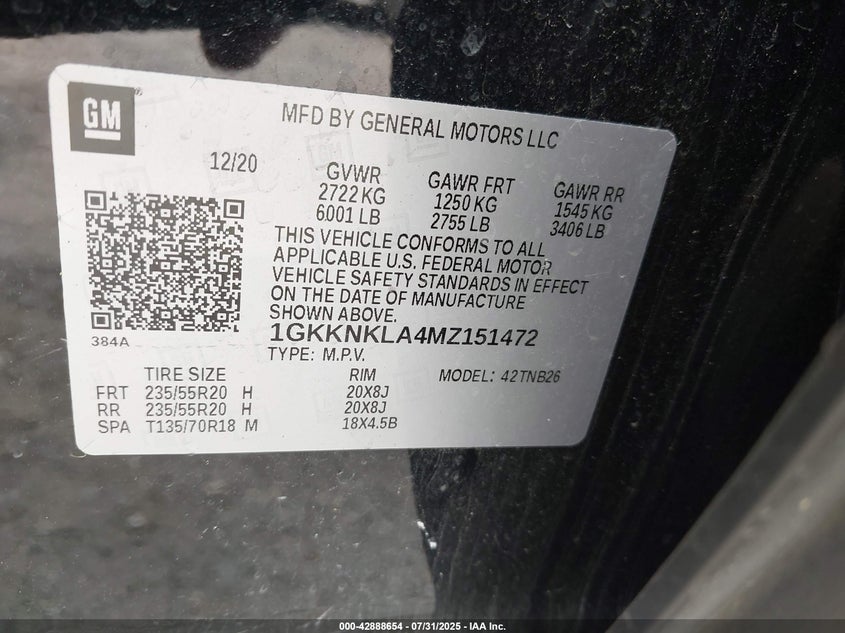 GM
MFD BY GENERAL MOTORS LLC
12/20
GVWR
2722 KG
6001 LB
GAWR FRT
1250 KG
2755 LB
GAWR RR
1545 KG
3406 LB
THIS VEHICLE CONFORMS TO ALL
APPLICABLE U.S. FEDERAL MOTOR
VEHICLE SAFETY STANDARDS IN EFFECT
ON THE DATE OF MANUFACTURE
SHOWN ABOVE.
384A
1GKKNKLA4MZ151472
TYPE: M.P.V.
TIRE SIZE RIM MODEL: 42TNB26
FRT 235/55R20 H 20X8J
RR 235/55R20 H 20X8J
SPA T135/70R18 M 18X4.5B
000-42888654 - 07/31/2025 - IAA Inc.